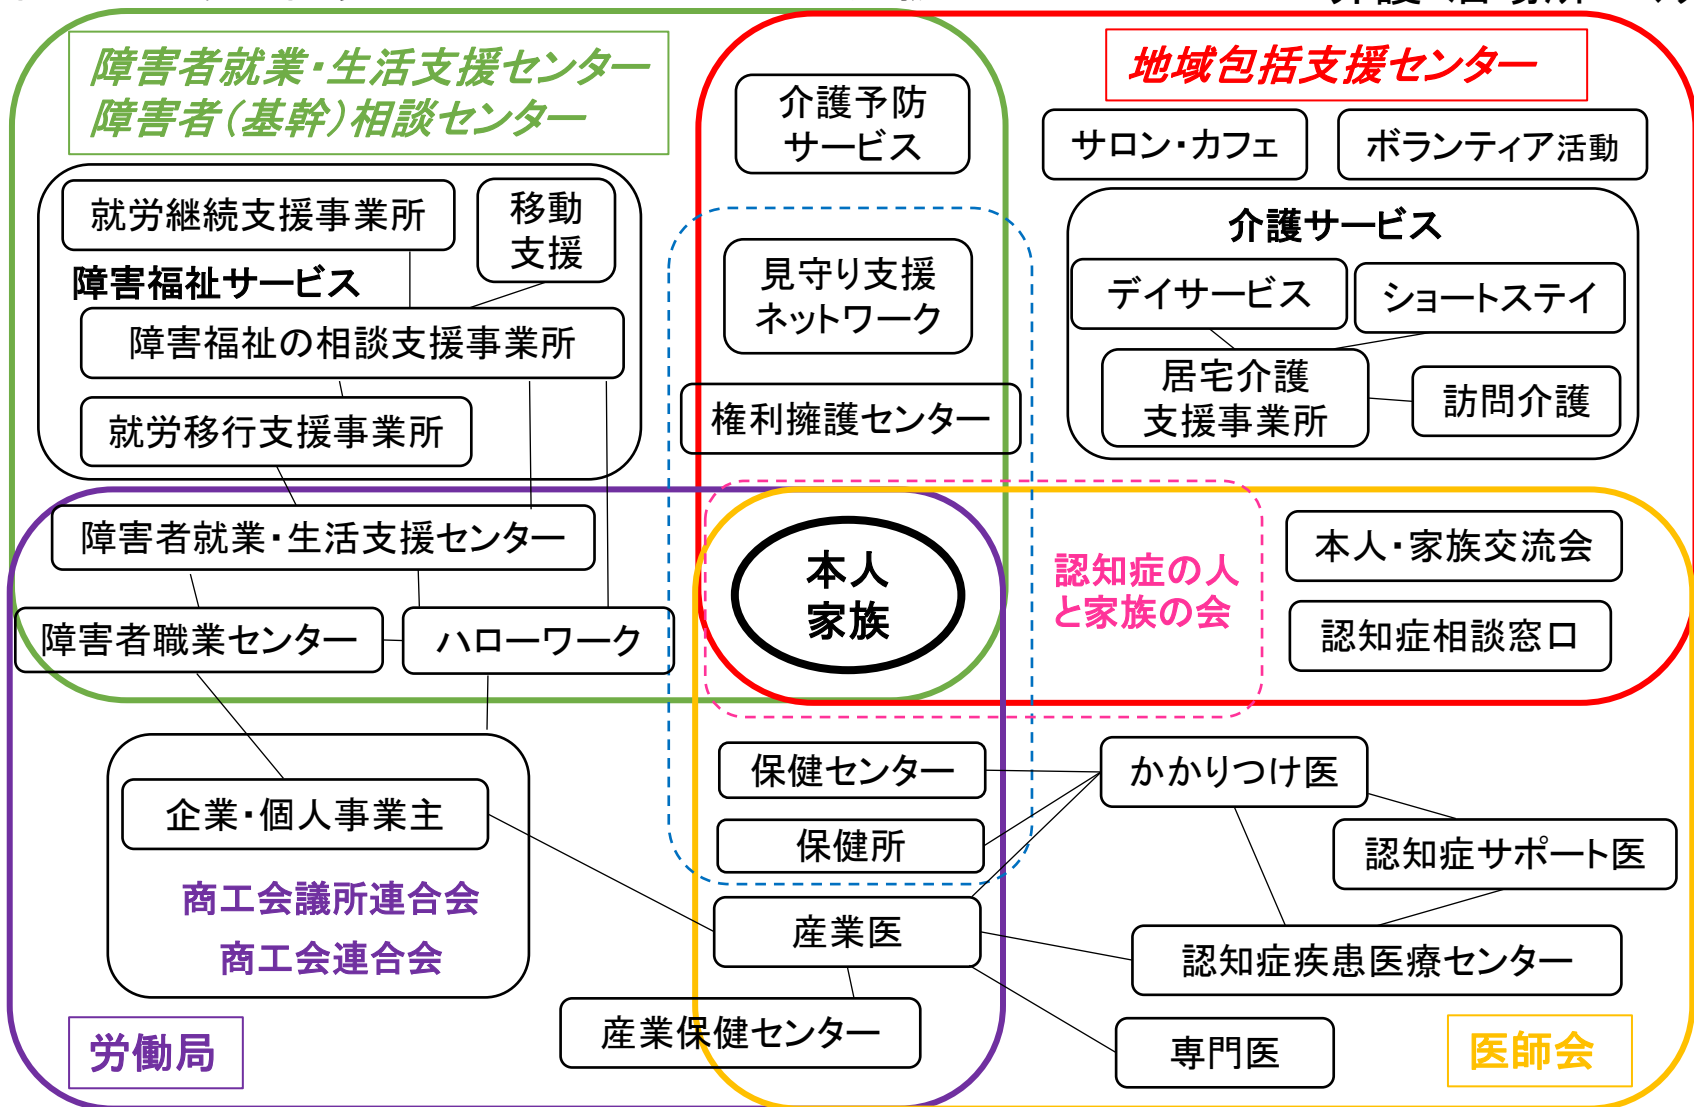 障害者就業・生活支援センター
障害者（基幹）相談センター
地域包括支援センター
介護予防
サービス
サロン・カフェ
ボランティア活動
就労継続支援事業所
移動
支援
障害福祉サービス
障害福祉の相談支援事業所
就労移行支援事業所
見守り支援
ネットワーク
権利擁護センター
介護サービス
デイサービス
ショートステイ
居宅介護
支援事業所
訪問介護
障害者就業・生活支援センター
障害者職業センター
ハローワーク
本人
家族
認知症の人
と家族の会
本人・家族交流会
認知症相談窓口
企業・個人事業主
商工会議所連合会
商工会連合会
保健センター
保健所
産業医
産業保健センター
かかりつけ医
認知症サポート医
認知症疾患医療センター
専門医
労働局
医師会